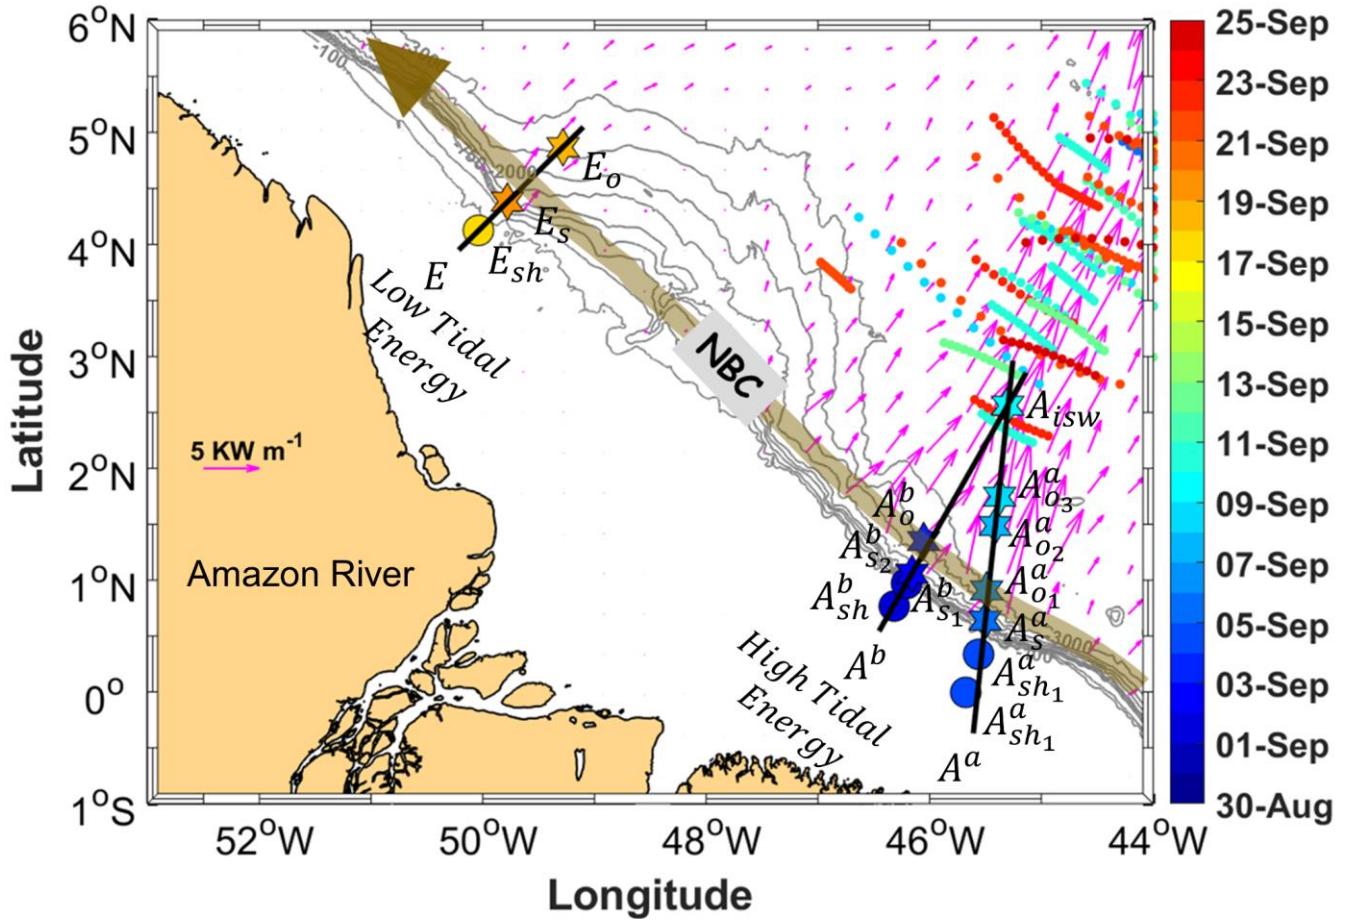 6°N
5°N
4°N
3°N
2°N
1°N
0°
1°S
Latitude
52°W
50°W
48°W
46°W
44°W
Longitude
25-Sep
23-Sep
21-Sep
19-Sep
17-Sep
15-Sep
13-Sep
11-Sep
09-Sep
07-Sep
05-Sep
03-Sep
01-Sep
30-Aug
-100
-2000
E_o
E_s
E_sh
E
Low Tidal
Energy
NBC
5 KW m⁻¹
Amazon River
A_isw
A^a_o₃
A^a_o₂
A^a_o₁
A^a_s
A^a_sh₁
A^a_sh₁
A^a
A^b_o
A^b_s₂
A^b_s₁
A^b_sh
A^b
High Tidal
Energy
-3000